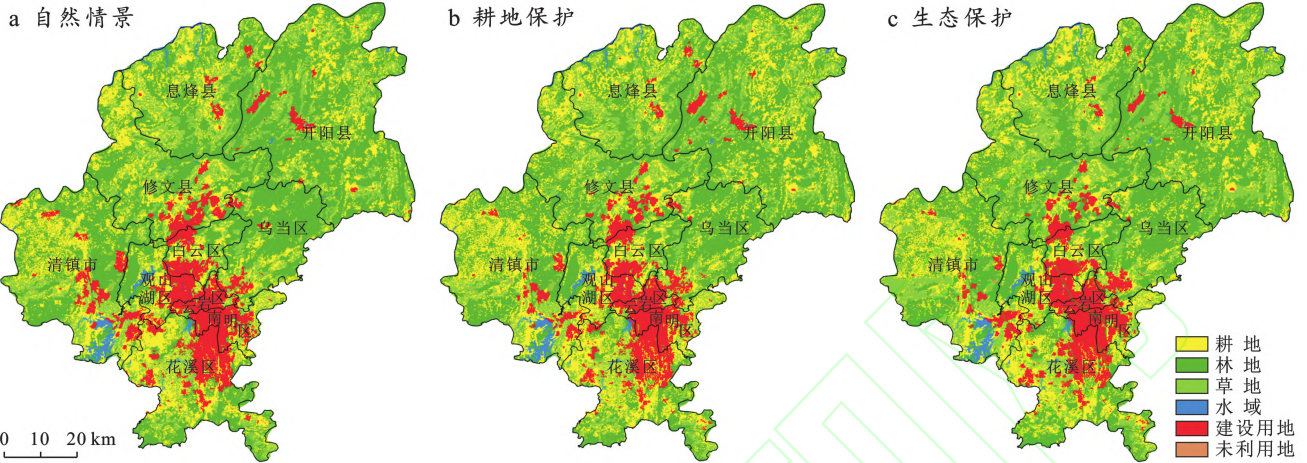 a 自然情景
息烽县
开阳县
修文县
乌当区
白云区
清镇市
观山
湖区
云岩区
南明
区
花溪区
0 10 20 km
b 耕地保护
息烽县
开阳县
修文县
乌当区
白云区
清镇市
观山
湖区
云岩区
南明
区
花溪区
c 生态保护
息烽县
开阳县
修文县
乌当区
白云区
清镇市
观山
湖区
云岩区
南明
区
花溪区
耕地
林地
草地
水域
建设用地
未利用地